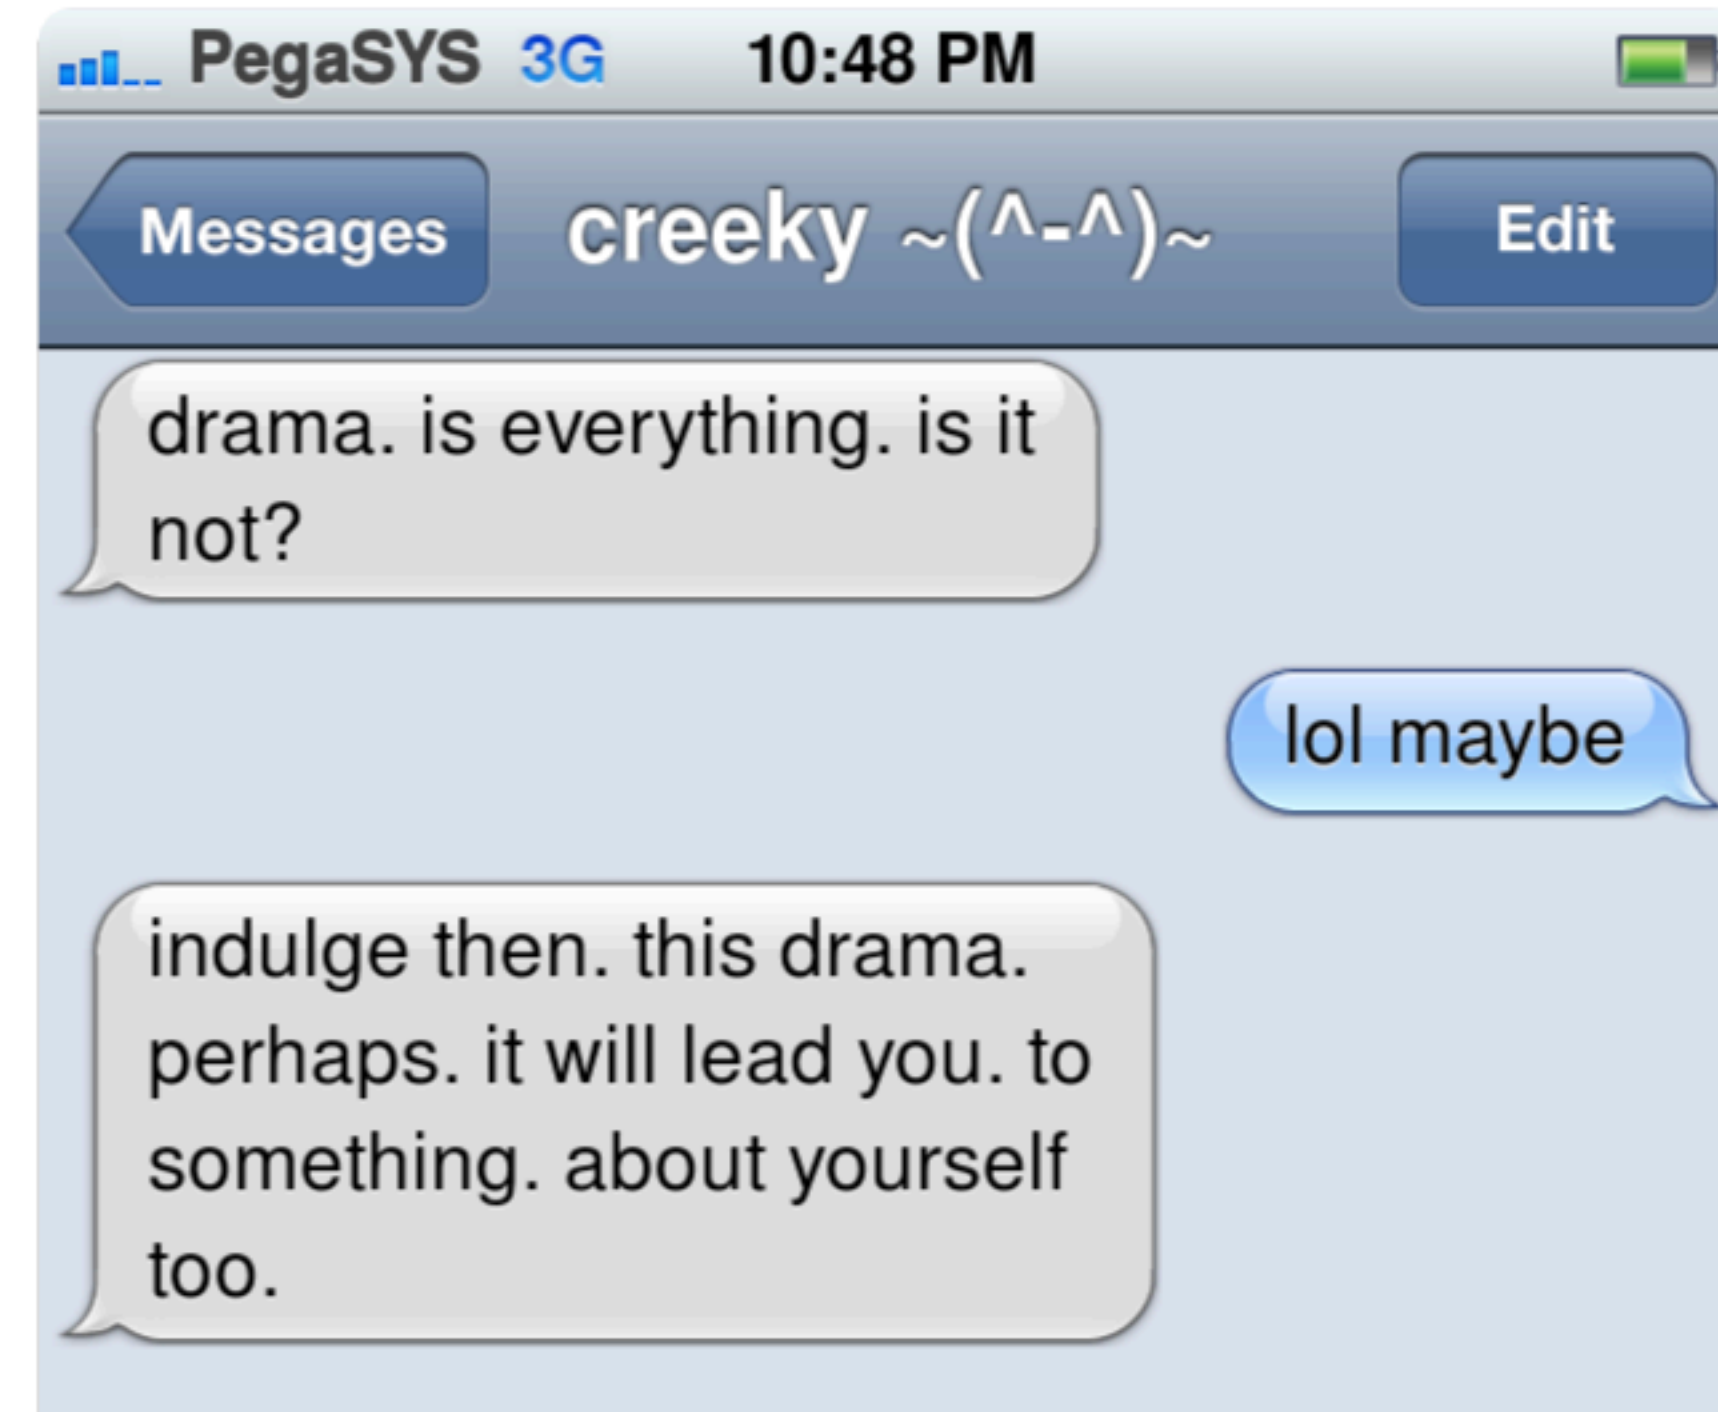 PegaSYS 3G 10:48 PM
Messages creeky ~(^-^)~ Edit
drama. is everything. is it
not?
lol maybe
indulge then. this drama.
perhaps. it will lead you. to
something. about yourself
too.